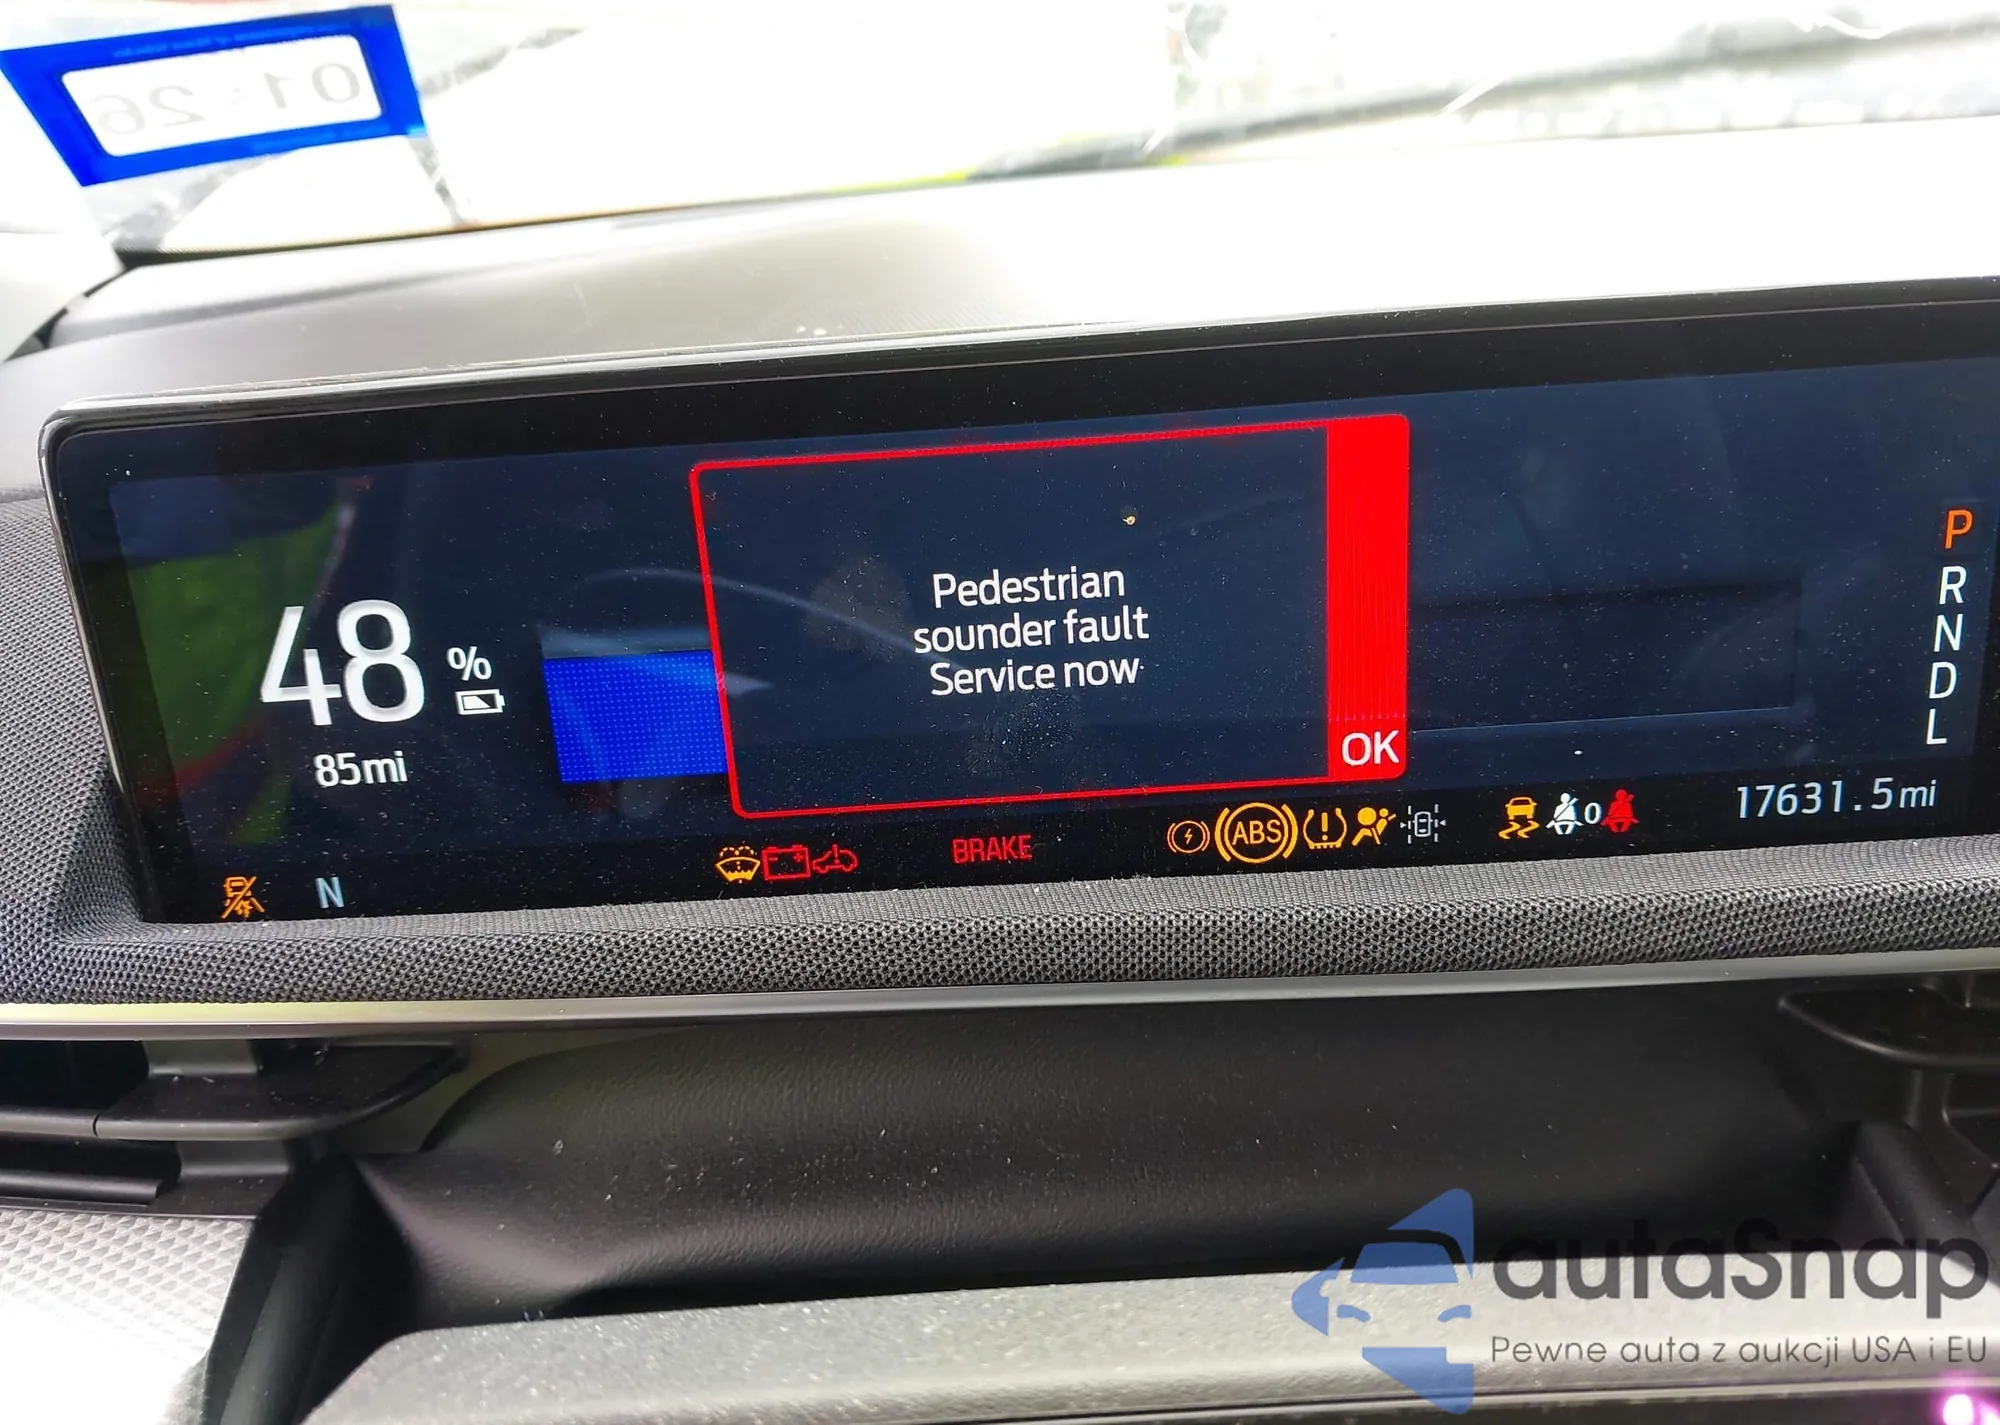 01 26
Pedestrian
sounder fault
Service now
OK
48 %
85mi
P
R
N
D
L
17631.5mi
BRAKE
ABS
0
N
autaSnap
Pewne auta z aukcji USA i EU